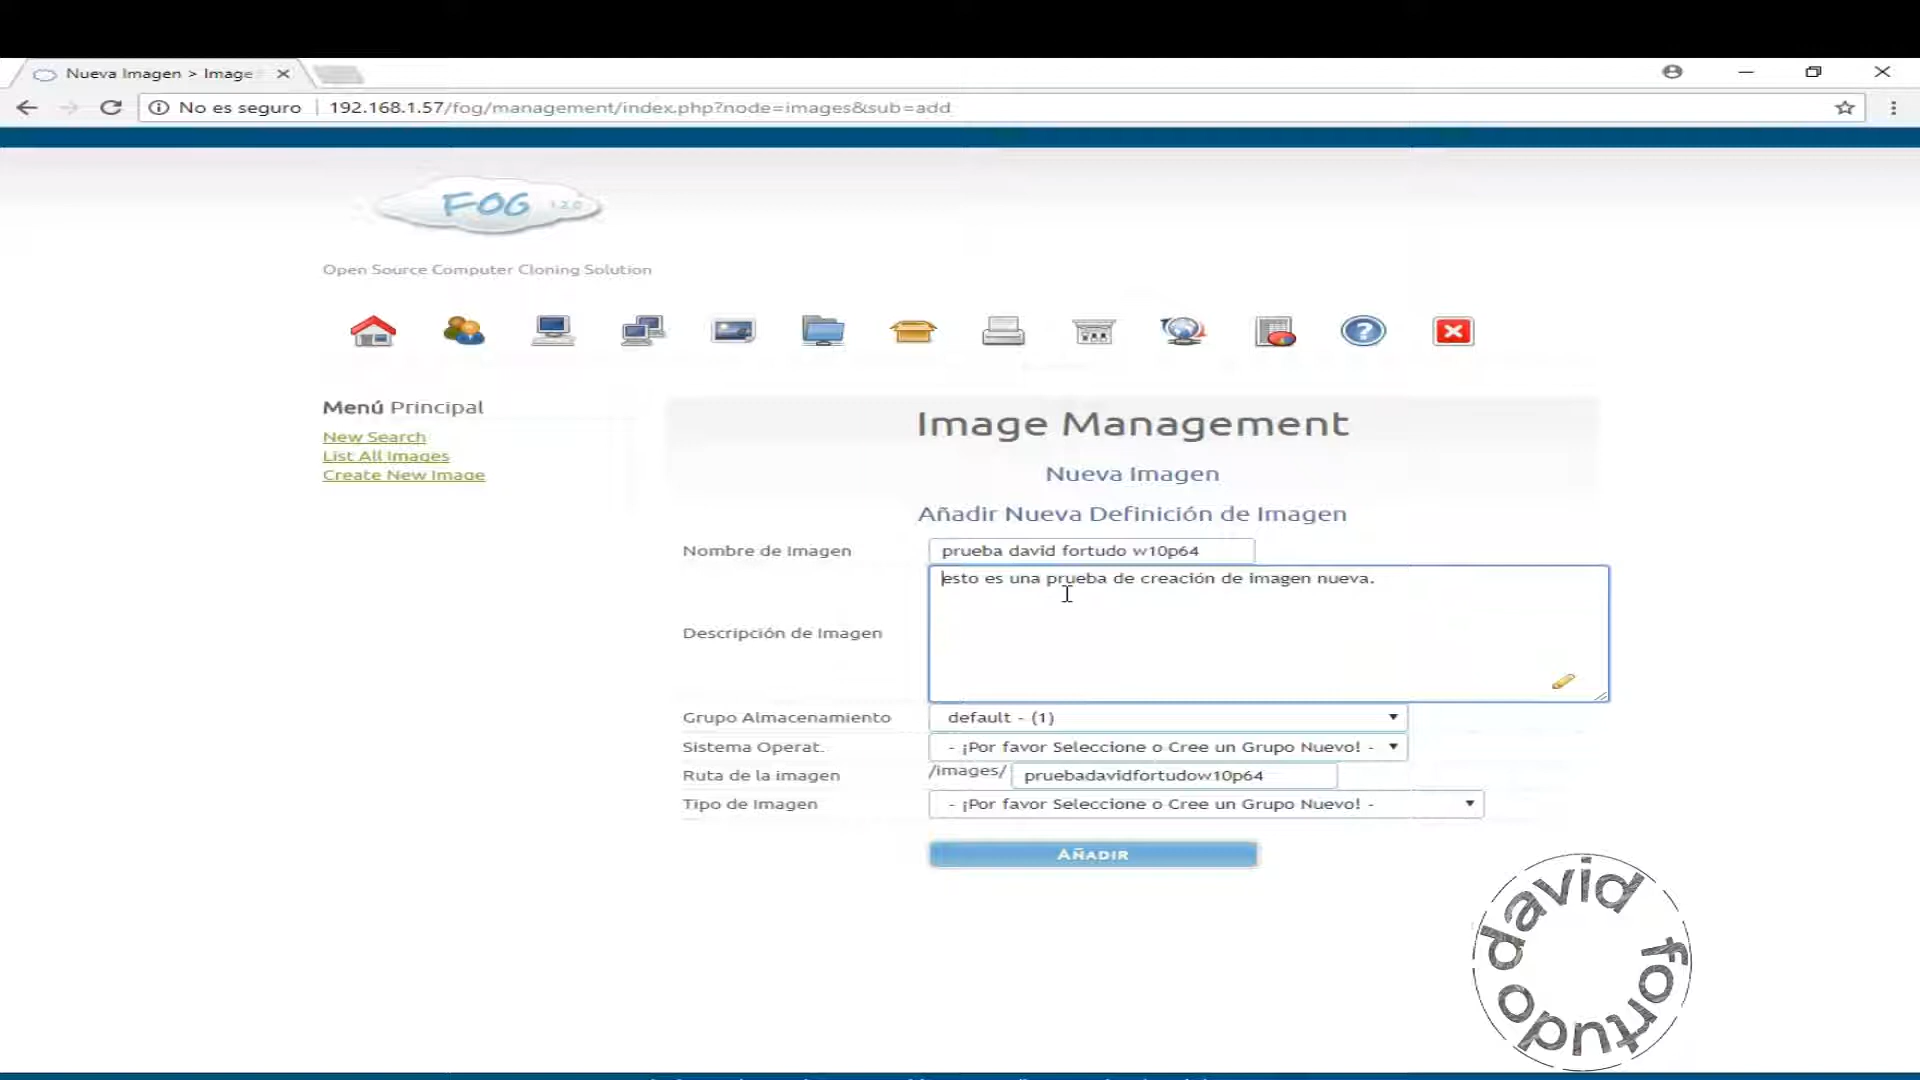 Nueva Imagen > Image
No es seguro | 192.168.1.57/fog/management/index.php?node=images&sub=add
FOG 1.2.0
Open Source Computer Cloning Solution
Menú Principal
New Search
List All Images
Create New Image
Image Management
Nueva Imagen
Añadir Nueva Definición de Imagen
Nombre de Imagen prueba david fortudo w10p64
Descripción de Imagen esto es una prueba de creación de imagen nueva.
Grupo Almacenamiento default - (1)
Sistema Operat. - ¡Por favor Seleccione o Cree un Grupo Nuevo! -
Ruta de la imagen /images/ pruebadavidfortudow10p64
Tipo de Imagen - ¡Por favor Seleccione o Cree un Grupo Nuevo! -
AÑADIR
david fortudo